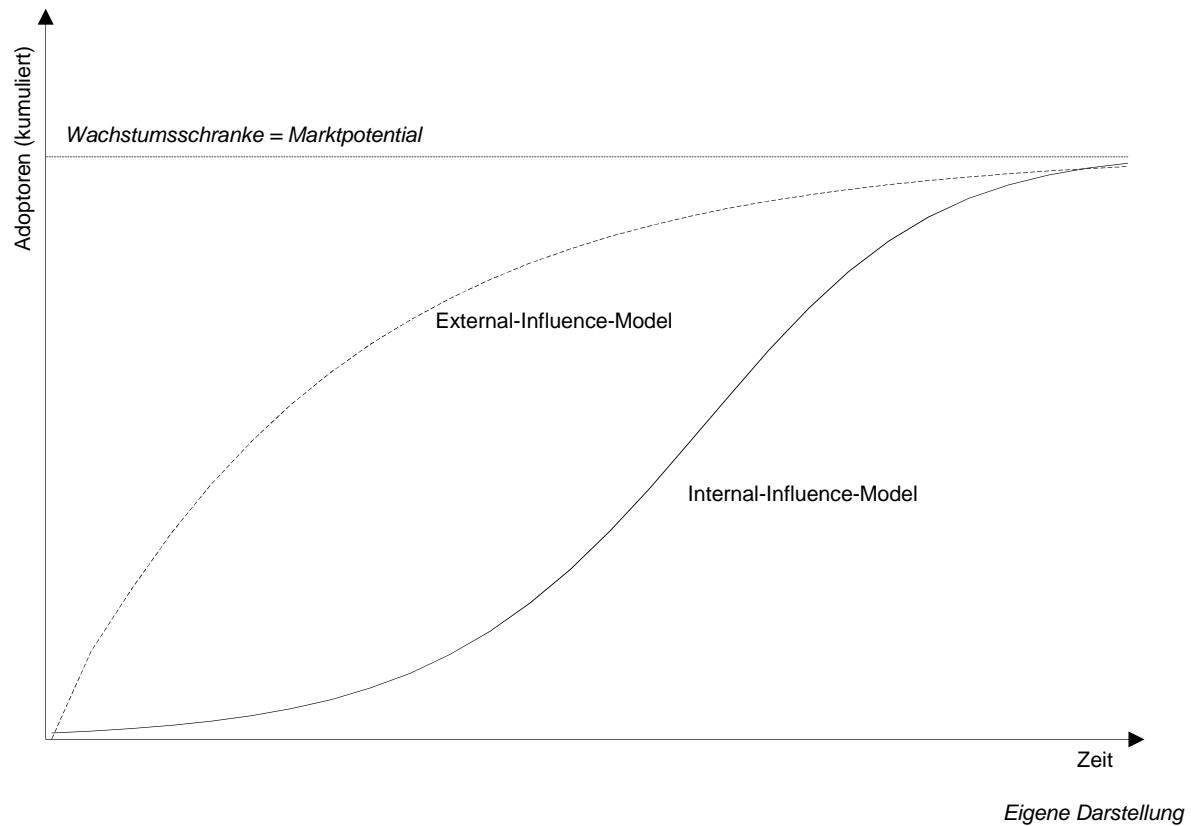 Adoptoren (kumuliert)
Wachstumsschranke = Marktpotential
External-Influence-Model
Internal-Influence-Model
Zeit
Eigene Darstellung